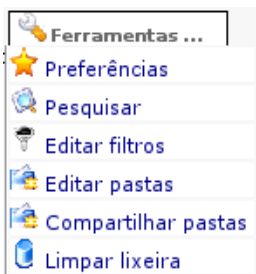 Ferramentas ...
Preferências
Pesquisar
Editar filtros
Editar pastas
Compartilhar pastas
Limpar lixeira